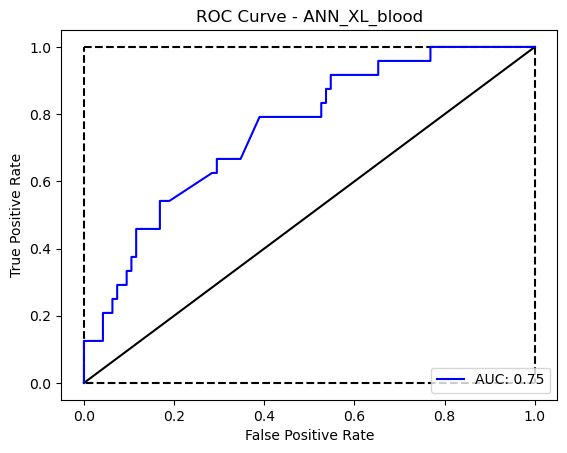 ROC Curve - ANN_XL_blood
True Positive Rate
1.0
0.8
0.6
0.4
0.2
0.0
0.0 0.2 0.4 0.6 0.8 1.0
False Positive Rate
AUC: 0.75